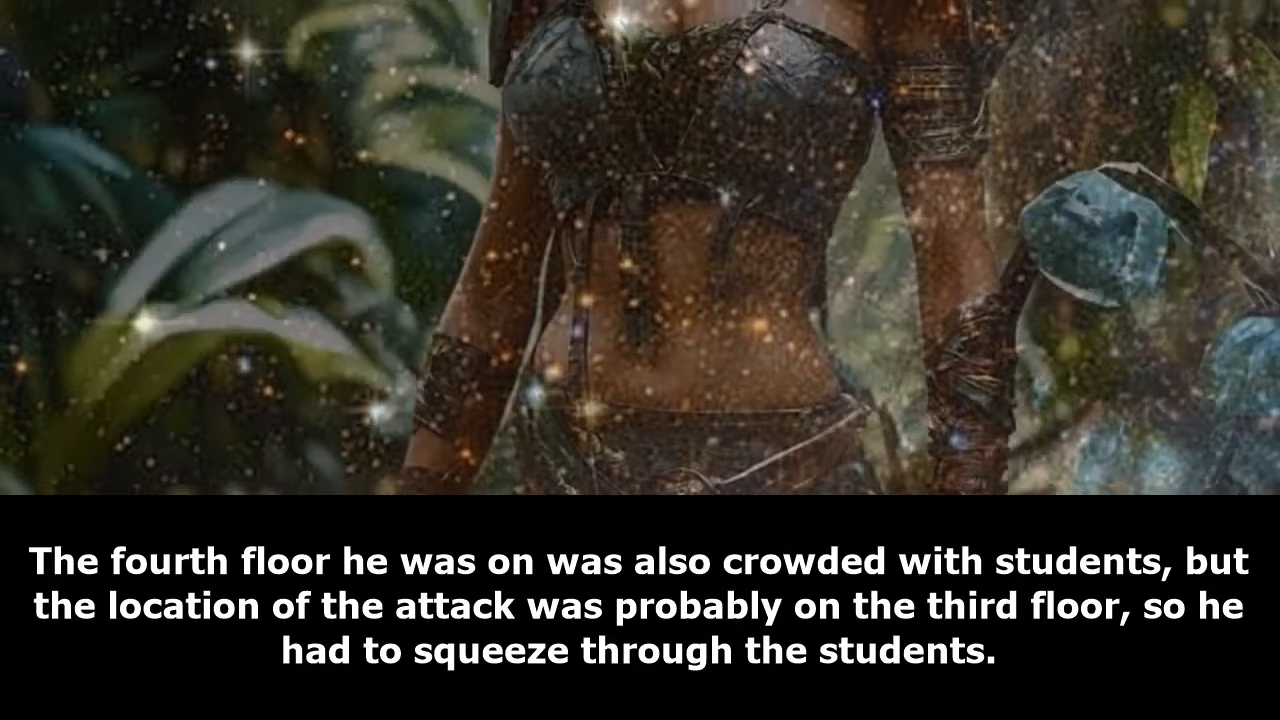 The fourth floor he was on was also crowded with students, but
the location of the attack was probably on the third floor, so he
had to squeeze through the students.